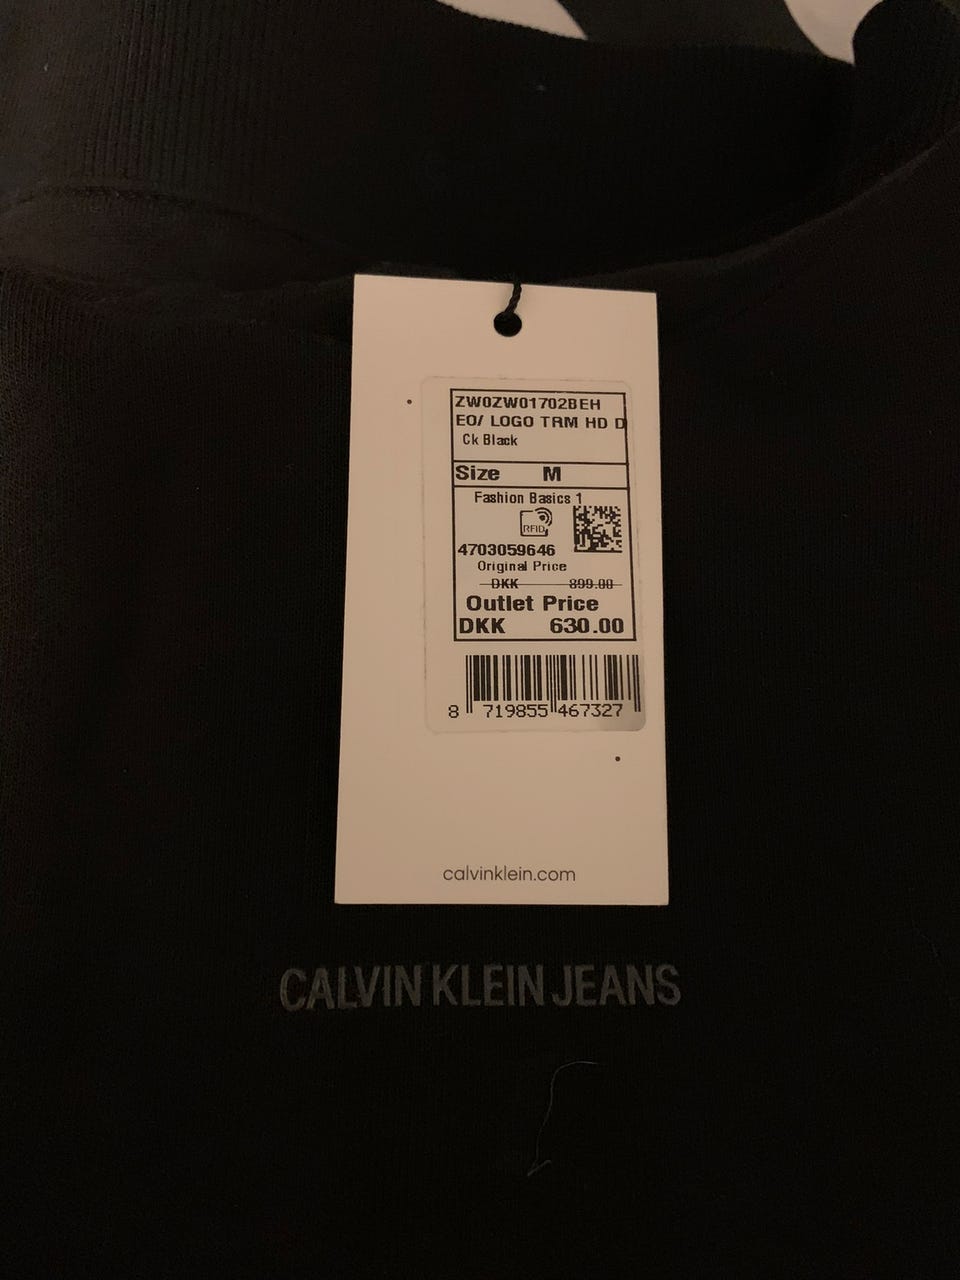 ZW0ZW01702BEH
EO/ LOGO TRM HD D
Ck Black
Size M
Fashion Basics 1
RFID
4703059646
Original Price
DKK 899.00
Outlet Price
DKK 630.00
8 719855 467327
calvinklein.com
CALVIN KLEIN JEANS